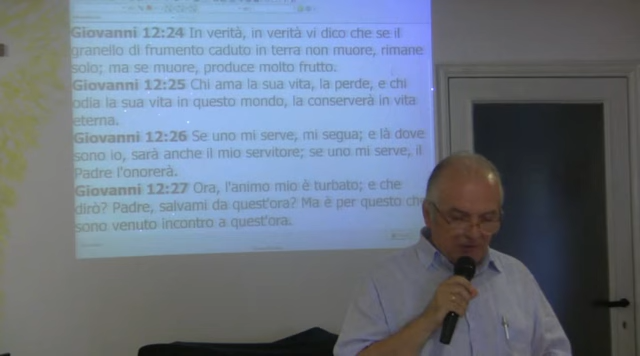 Giovanni 12:24 In verità, in verità vi dico che se il
granello di frumento caduto in terra non muore, rimane
solo; ma se muore, produce molto frutto.
Giovanni 12:25 Chi ama la sua vita, la perde, e chi
odia la sua vita in questo mondo, la conserverà in vita
eterna.
Giovanni 12:26 Se uno mi serve, mi segua; e là dove
sono io, sarà anche il mio servitore; se uno mi serve, il
Padre l'onorerà.
Giovanni 12:27 Ora, l'animo mio è turbato; e che
dirò? Padre, salvami da quest'ora? Ma è per questo che
sono venuto incontro a quest'ora.